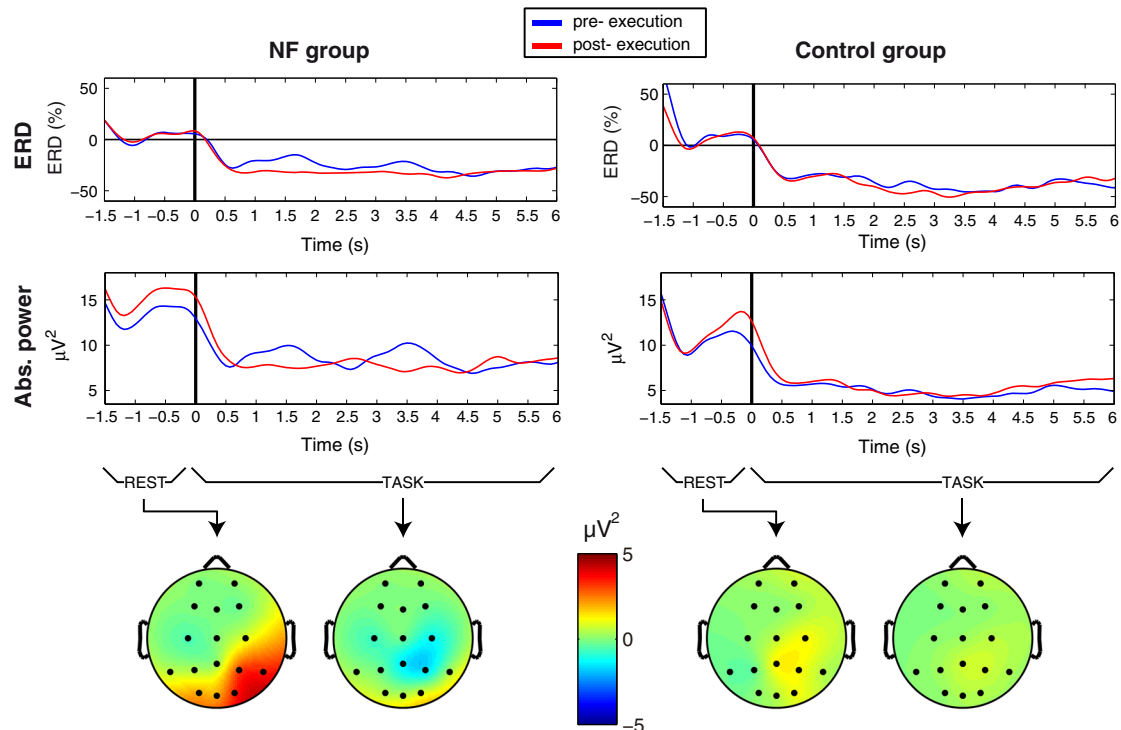 pre- execution
post- execution
NF group
Control group
ERD
ERD (%)
50
0
−50
−1.5 −1 −0.5 0 0.5 1 1.5 2 2.5 3 3.5 4 4.5 5 5.5 6
Time (s)
ERD (%)
50
0
−50
−1.5 −1 −0.5 0 0.5 1 1.5 2 2.5 3 3.5 4 4.5 5 5.5 6
Time (s)
Abs. power
μV²
15
10
5
−1.5 −1 −0.5 0 0.5 1 1.5 2 2.5 3 3.5 4 4.5 5 5.5 6
Time (s)
μV²
15
10
5
−1.5 −1 −0.5 0 0.5 1 1.5 2 2.5 3 3.5 4 4.5 5 5.5 6
Time (s)
REST TASK
REST TASK
μV²
5
0
−5